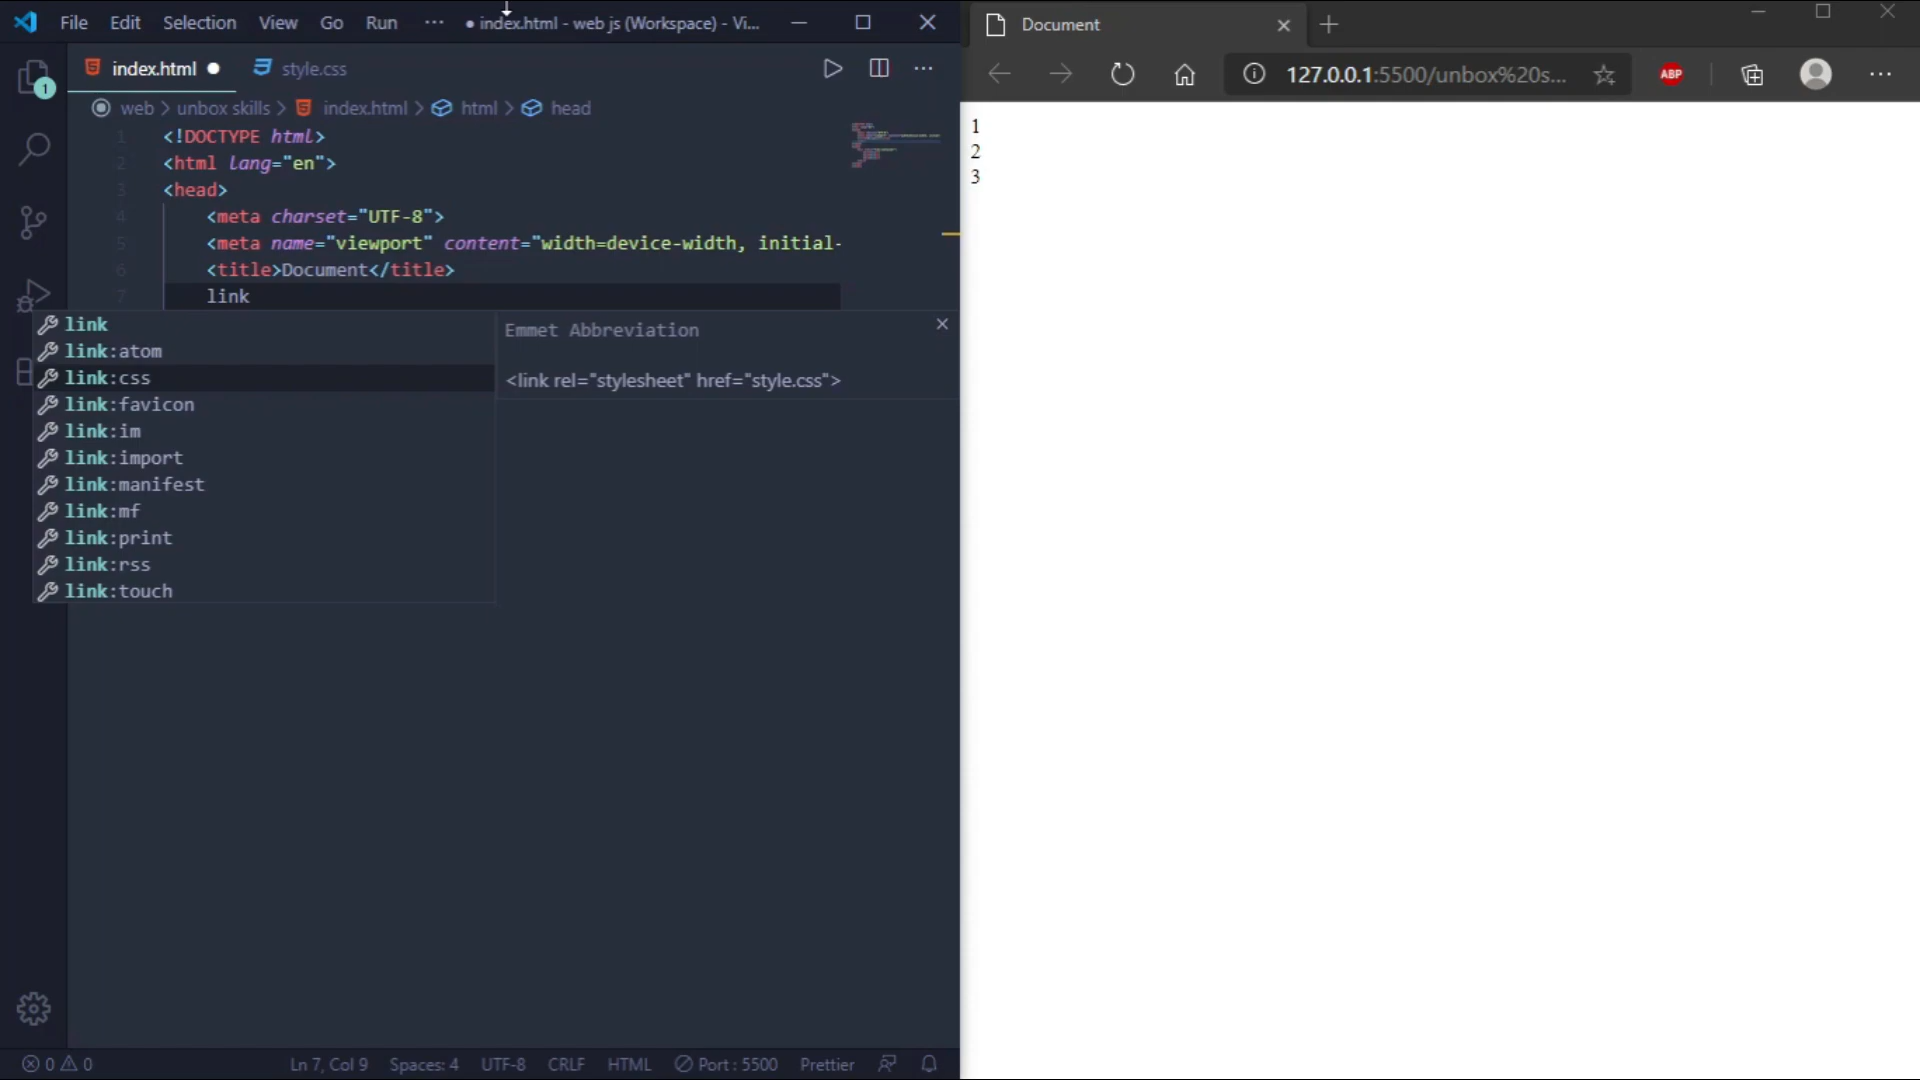 File Edit Selection View Go Run ··· ● index.html - web js (Workspace) - Vi...
index.html ● style.css
1
web > unbox skills > index.html > html > head
1 <!DOCTYPE html>
2 <html lang="en">
3 <head>
4 <meta charset="UTF-8">
5 <meta name="viewport" content="width=device-width, initial-
6 <title>Document</title>
7 link
link
link:atom
link:css
link:favicon
link:im
link:import
link:manifest
link:mf
link:print
link:rss
link:touch
Emmet Abbreviation
<link rel="stylesheet" href="style.css">
0 0 Ln 7, Col 9 Spaces: 4 UTF-8 CRLF HTML Port : 5500 Prettier
Document
127.0.0.1:5500/unbox%20s...
ABP
1
2
3